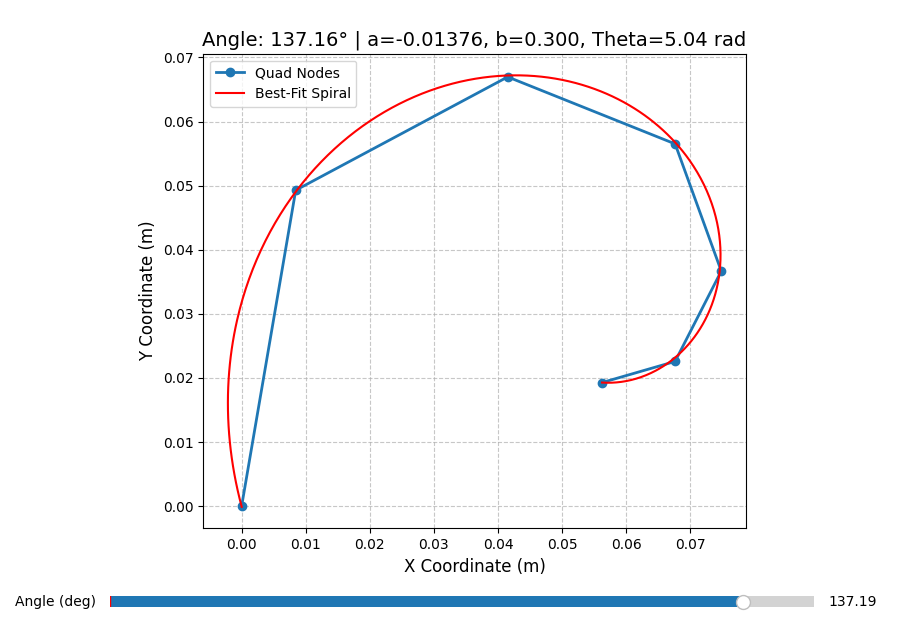 Angle: 137.16° | a=-0.01376, b=0.300, Theta=5.04 rad
Quad Nodes
Best-Fit Spiral
0.07
0.06
0.05
0.04
0.03
0.02
0.01
0.00
Y Coordinate (m)
0.00 0.01 0.02 0.03 0.04 0.05 0.06 0.07
X Coordinate (m)
Angle (deg) 137.19